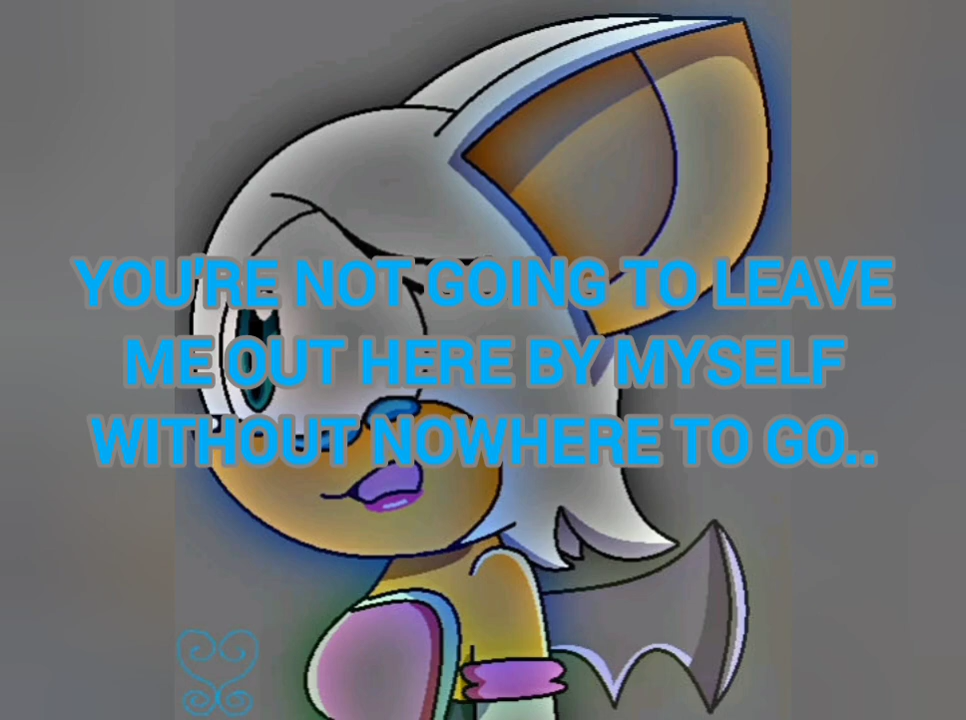 YOU'RE NOT GOING TO LEAVE
ME OUT HERE BY MYSELF
WITHOUT NOWHERE TO GO..